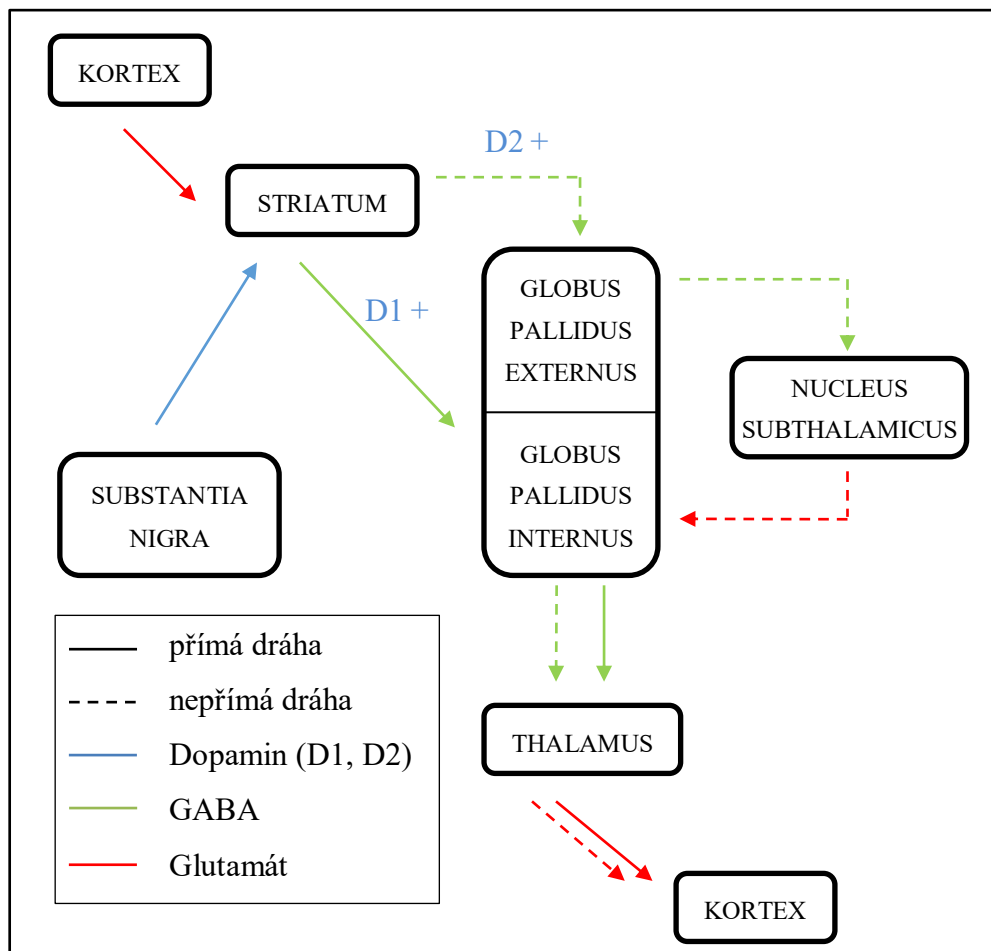 KORTEX
D2 +
STRIATUM
GLOBUS
PALLIDUS
EXTERNUS
D1 +
NUCLEUS
SUBTHALAMICUS
GLOBUS
PALLIDUS
INTERNUS
SUBSTANTIA
NIGRA
přímá dráha
nepřímá dráha
Dopamin (D1, D2)
GABA
Glutamát
THALAMUS
KORTEX